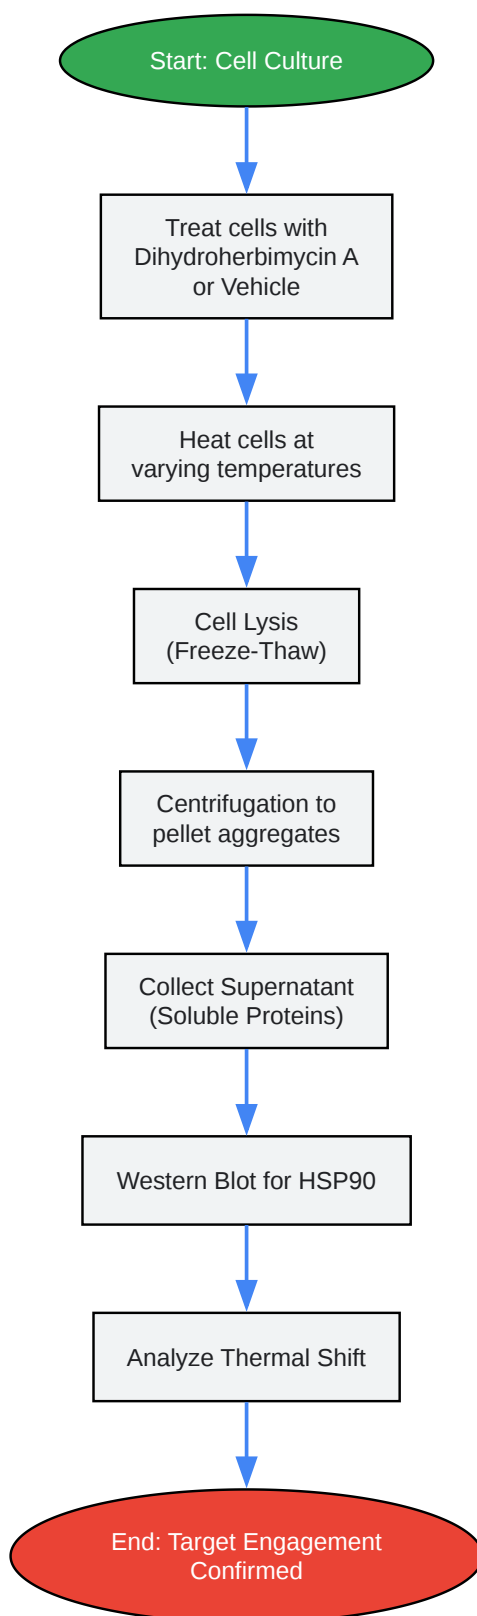 Start: Cell Culture
Treat cells with
Dihydroherbimycin A
or Vehicle
Heat cells at
varying temperatures
Cell Lysis
(Freeze-Thaw)
Centrifugation to
pellet aggregates
Collect Supernatant
(Soluble Proteins)
Western Blot for HSP90
Analyze Thermal Shift
End: Target Engagement
Confirmed